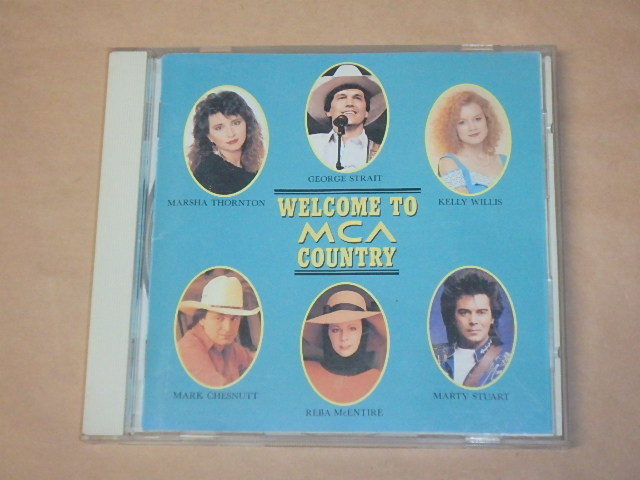 GEORGE STRAIT
MARSHA THORNTON
KELLY WILLIS
WELCOME TO
MCA
COUNTRY
MARK CHESNUTT
REBA McENTIRE
MARTY STUART